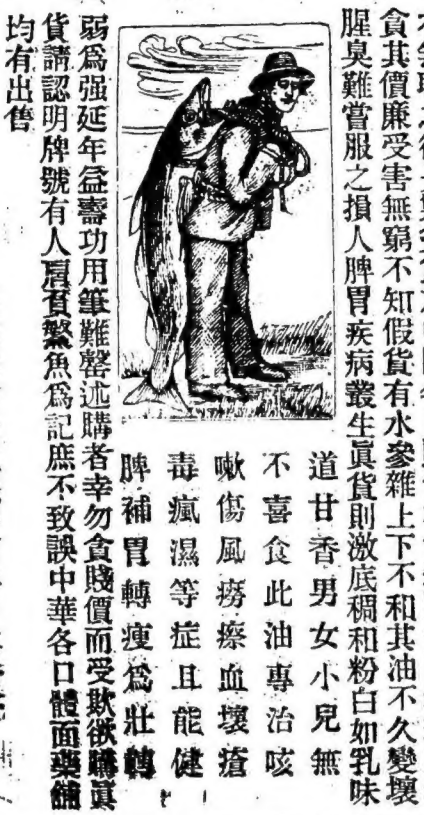 貪其價廉受害無窮不知假貨有水參雜上下不和其油不久變壞
腥臭難嘗服之損人脾胃疾病叢生眞貨則激底稠和粉白如乳味
道甘香男女小兒無
不喜食此油專治咳
嗽傷風癆瘵血壞瘡
毒瘋濕等症且能健
脾補胃轉瘦爲壯轉
弱爲强延年益壽功用筆難罄述購者幸勿貪賤價而受欺欲購眞
貨請認明牌號有人肩頁繁魚爲記庶不致誤中華各口體面藥舖
均有出售